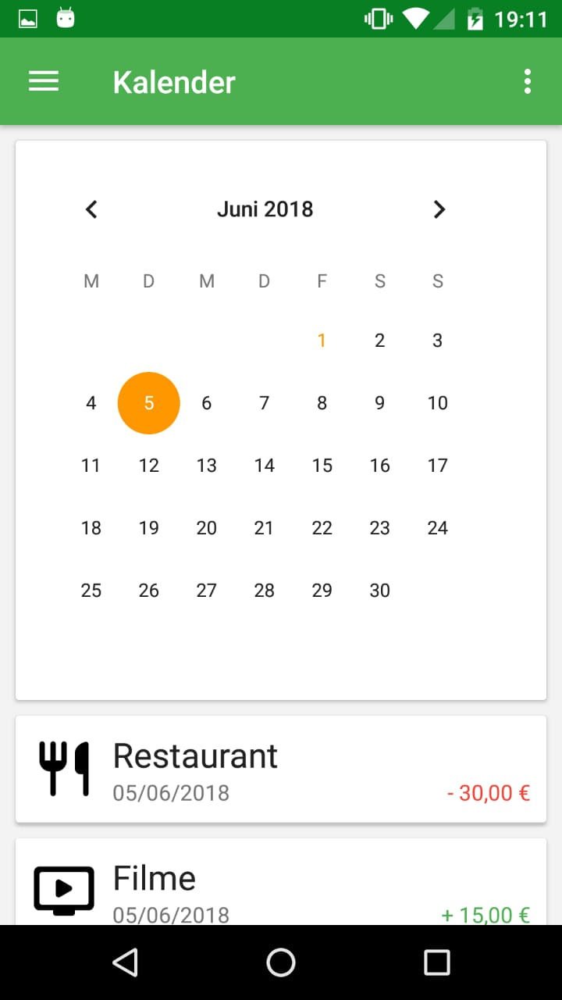 19:11
Kalender
Juni 2018
M D M D F S S
1 2 3
4 5 6 7 8 9 10
11 12 13 14 15 16 17
18 19 20 21 22 23 24
25 26 27 28 29 30
Restaurant
05/06/2018 - 30,00 €
Filme
05/06/2018 + 15,00 €